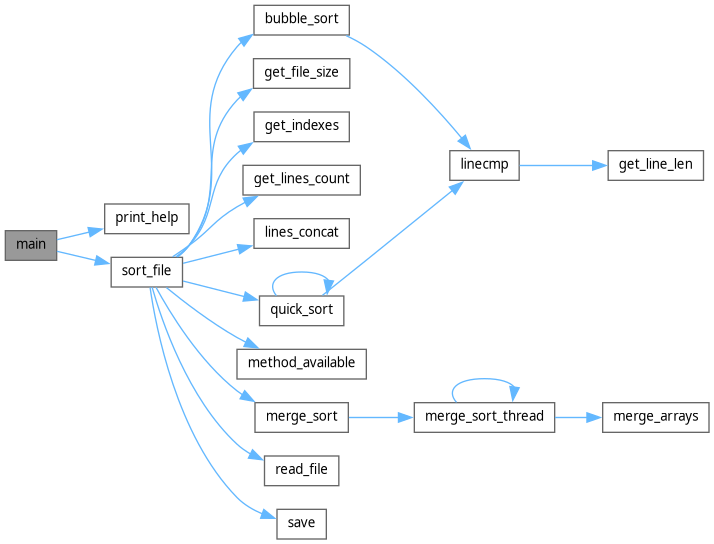 main
print_help
sort_file
bubble_sort
get_file_size
get_indexes
get_lines_count
lines_concat
quick_sort
method_available
merge_sort
read_file
save
linecmp
get_line_len
merge_sort_thread
merge_arrays